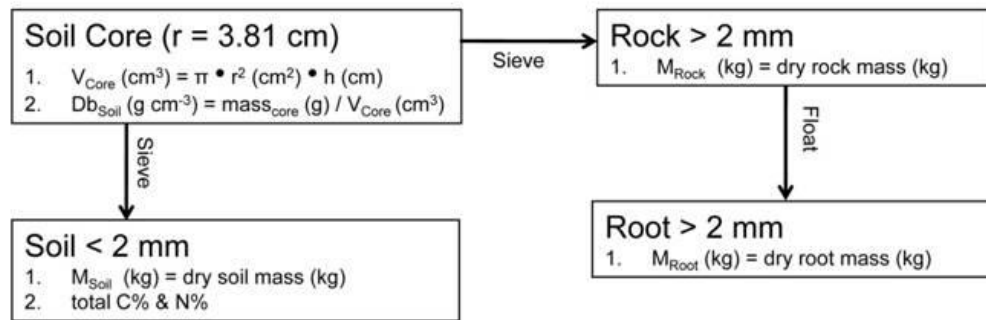 Soil Core (r = 3.81 cm)
1. V_Core (cm³) = π • r² (cm²) • h (cm)
2. Db_Soil (g cm⁻³) = mass_core (g) / V_Core (cm³)
Sieve
Rock > 2 mm
1. M_Rock (kg) = dry rock mass (kg)
Sieve
Float
Soil < 2 mm
1. M_Soil (kg) = dry soil mass (kg)
2. total C% & N%
Root > 2 mm
1. M_Root (kg) = dry root mass (kg)